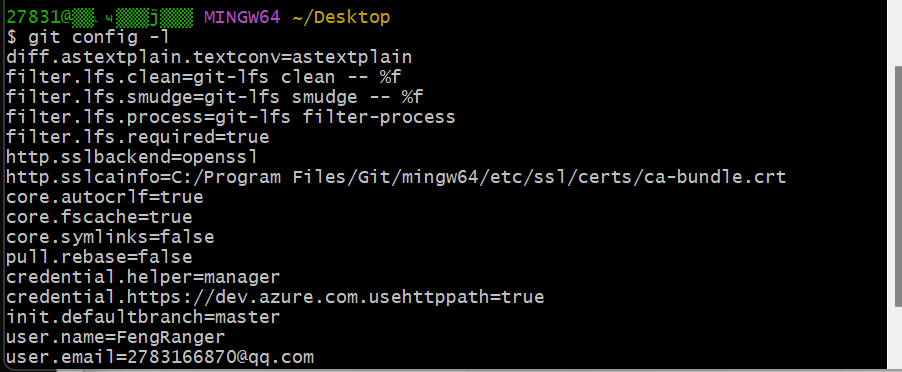 27831@ MINGW64 ~/Desktop
$ git config -l
diff.astextplain.textconv=astextplain
filter.lfs.clean=git-lfs clean -- %f
filter.lfs.smudge=git-lfs smudge -- %f
filter.lfs.process=git-lfs filter-process
filter.lfs.required=true
http.sslbackend=openssl
http.sslcainfo=C:/Program Files/Git/mingw64/etc/ssl/certs/ca-bundle.crt
core.autocrlf=true
core.fscache=true
core.symlinks=false
pull.rebase=false
credential.helper=manager
credential.https://dev.azure.com.usehttppath=true
init.defaultbranch=master
user.name=FengRanger
user.email=2783166870@qq.com